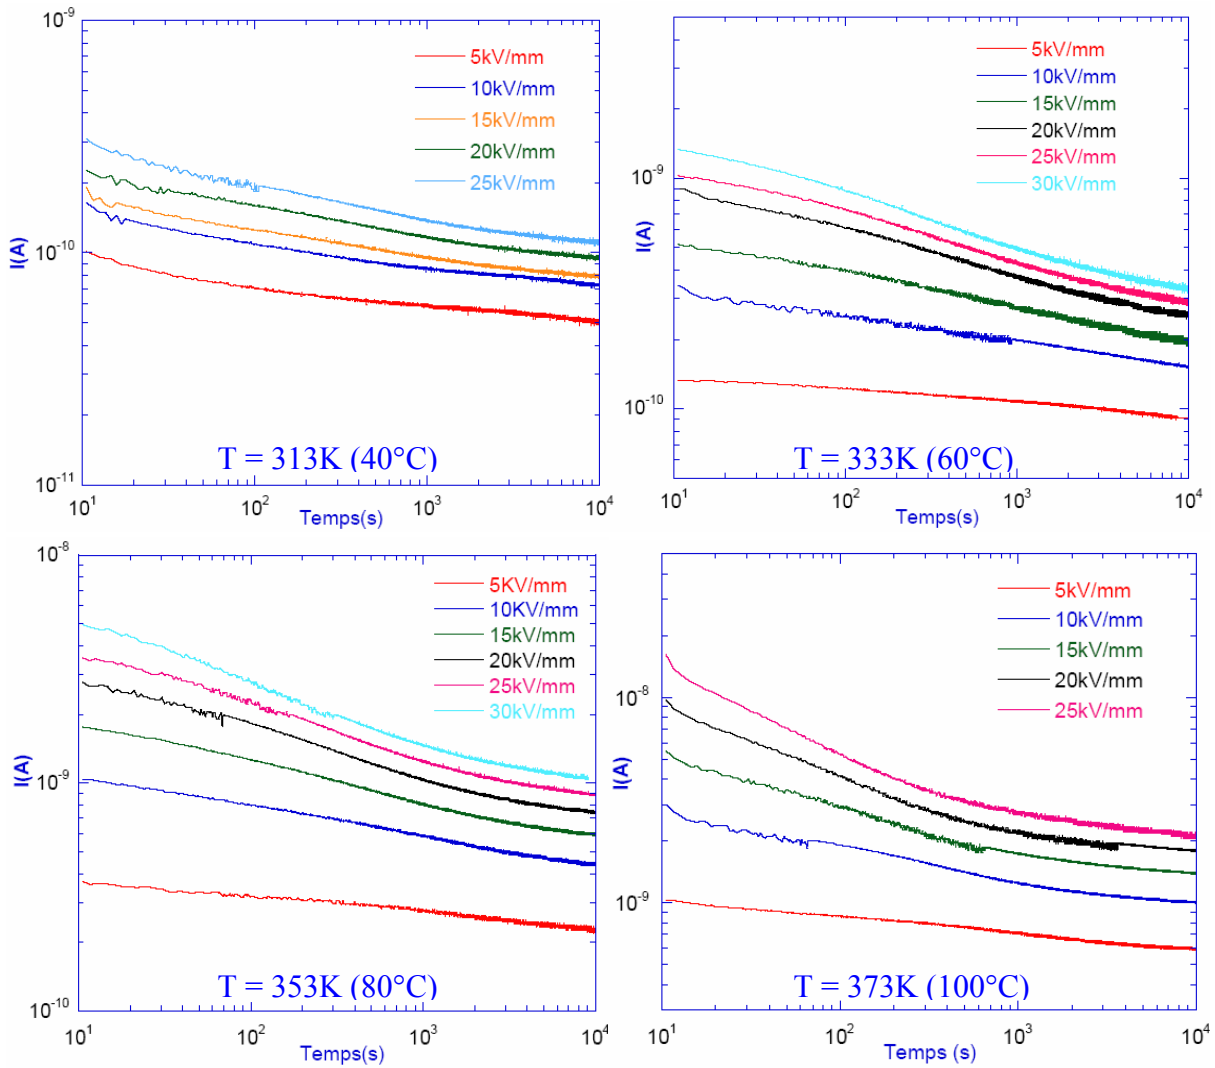 10⁻⁹
5kV/mm
10kV/mm
15kV/mm
20kV/mm
25kV/mm
I(A)
10⁻¹⁰
T = 313K (40°C)
10⁻¹¹
10¹ 10² 10³ 10⁴
Temps(s)
5kV/mm
10kV/mm
15kV/mm
20kV/mm
25kV/mm
30kV/mm
10⁻⁹
I(A)
10⁻¹⁰
T = 333K (60°C)
10¹ 10² 10³ 10⁴
Temps(s)
10⁻⁸
5KV/mm
10KV/mm
15kV/mm
20kV/mm
25kV/mm
30kV/mm
I(A)
10⁻⁹
T = 353K (80°C)
10⁻¹⁰
10¹ 10² 10³ 10⁴
Temps(s)
5kV/mm
10kV/mm
15kV/mm
20kV/mm
25kV/mm
10⁻⁸
I(A)
10⁻⁹
T = 373K (100°C)
10¹ 10² 10³ 10⁴
Temps (s)